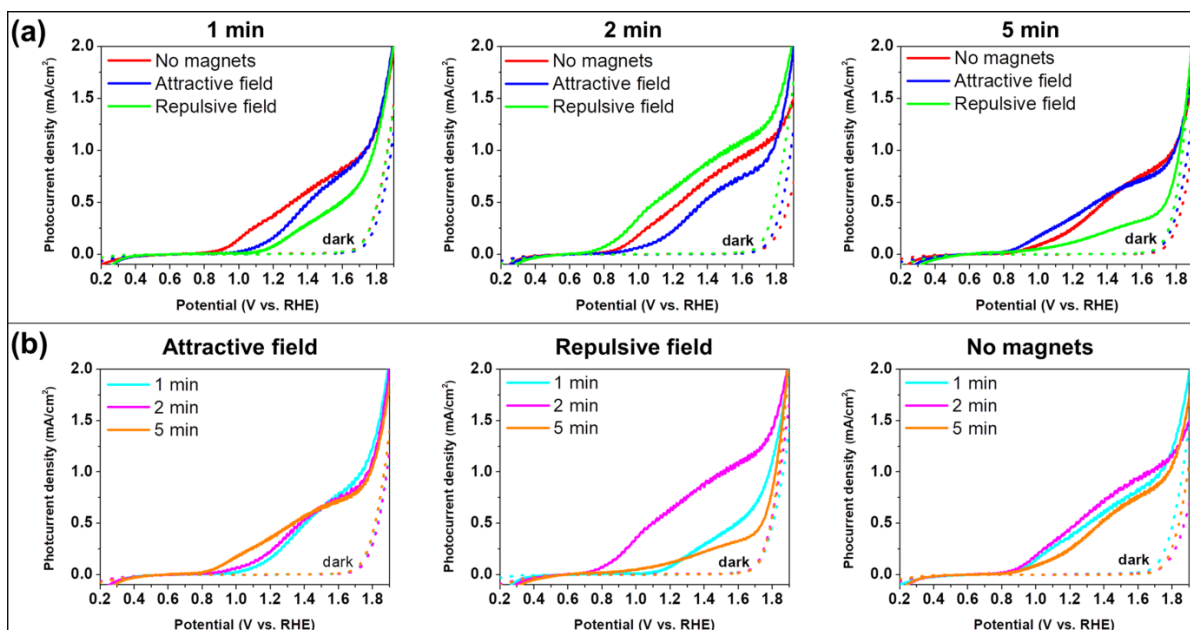 (a)
1 min
2 min
5 min
Photocurrent density (mA/cm²)
2.0
1.5
1.0
0.5
0.0
No magnets
Attractive field
Repulsive field
dark
0.2 0.4 0.6 0.8 1.0 1.2 1.4 1.6 1.8
Potential (V vs. RHE)
Photocurrent density (mA/cm²)
2.0
1.5
1.0
0.5
0.0
No magnets
Attractive field
Repulsive field
dark
0.2 0.4 0.6 0.8 1.0 1.2 1.4 1.6 1.8
Potential (V vs. RHE)
Photocurrent density (mA/cm²)
2.0
1.5
1.0
0.5
0.0
No magnets
Attractive field
Repulsive field
dark
0.2 0.4 0.6 0.8 1.0 1.2 1.4 1.6 1.8
Potential (V vs. RHE)
(b)
Attractive field
Repulsive field
No magnets
Photcurrent density (mA/cm²)
2.0
1.5
1.0
0.5
0.0
1 min
2 min
5 min
dark
0.2 0.4 0.6 0.8 1.0 1.2 1.4 1.6 1.8
Potential (V vs. RHE)
Photocurrent density (mA/cm²)
2.0
1.5
1.0
0.5
0.0
1 min
2 min
5 min
dark
0.2 0.4 0.6 0.8 1.0 1.2 1.4 1.6 1.8
Potential (V vs. RHE)
Phocurrent density (mA/cm²)
2.0
1.5
1.0
0.5
0.0
1 min
2 min
5 min
dark
0.2 0.4 0.6 0.8 1.0 1.2 1.4 1.6 1.8
Potential (V vs. RHE)